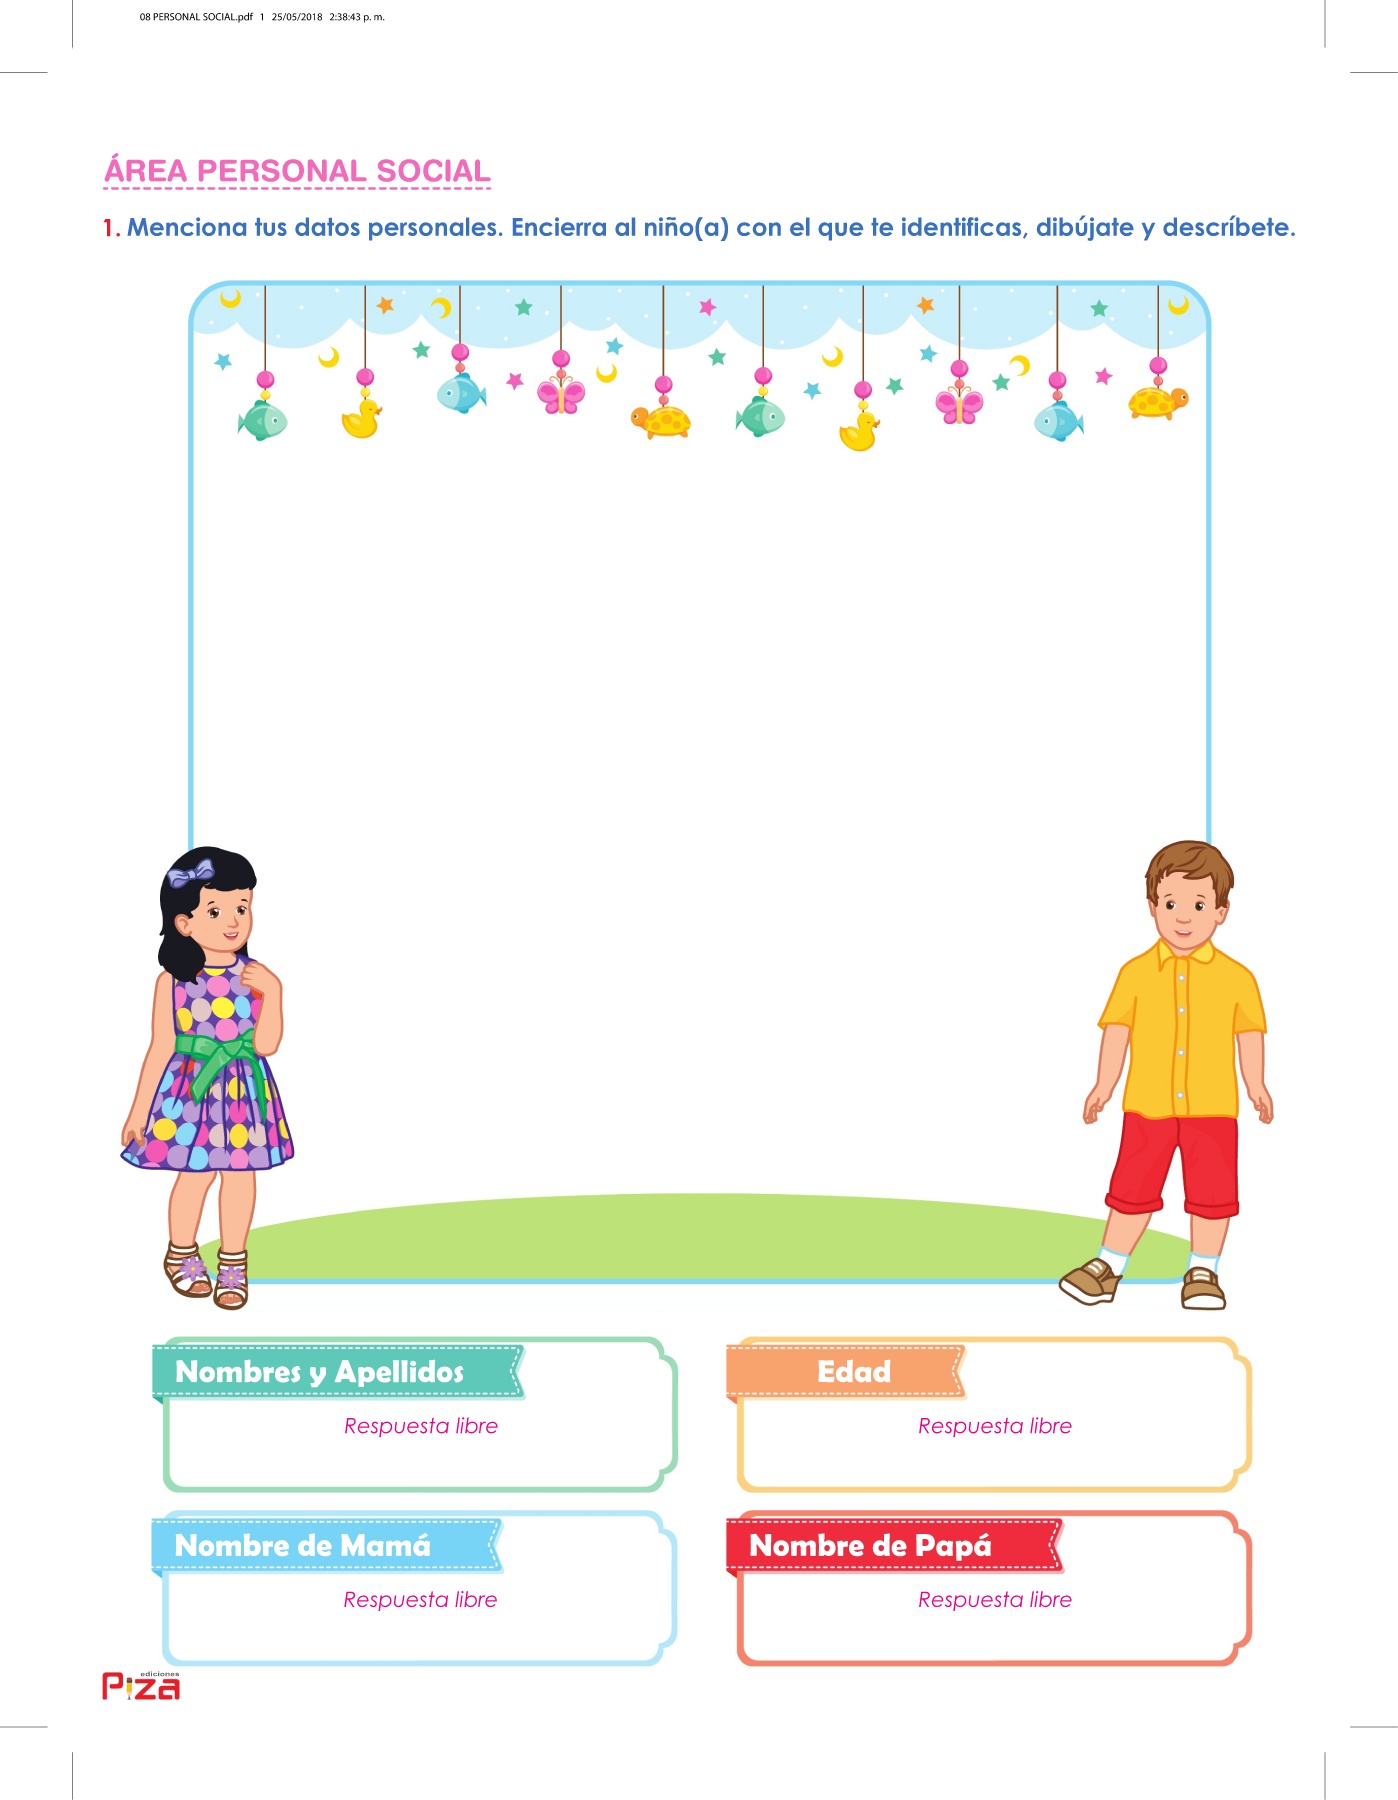 08 PERSONAL SOCIAL.pdf 1 25/05/2018 2:38:43 p. m.
ÁREA PERSONAL SOCIAL
1. Menciona tus datos personales. Encierra al niño(a) con el que te identificas, dibújate y descríbete.
Nombres y Apellidos
Respuesta libre
Edad
Respuesta libre
Nombre de Mamá
Respuesta libre
Nombre de Papá
Respuesta libre
ediciones
Piza